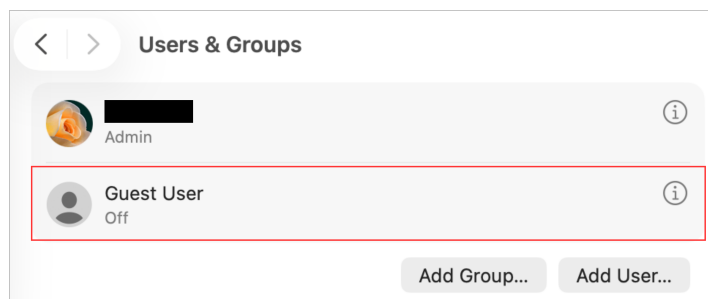 Users & Groups
Admin
Guest User
Off
Add Group... Add User...